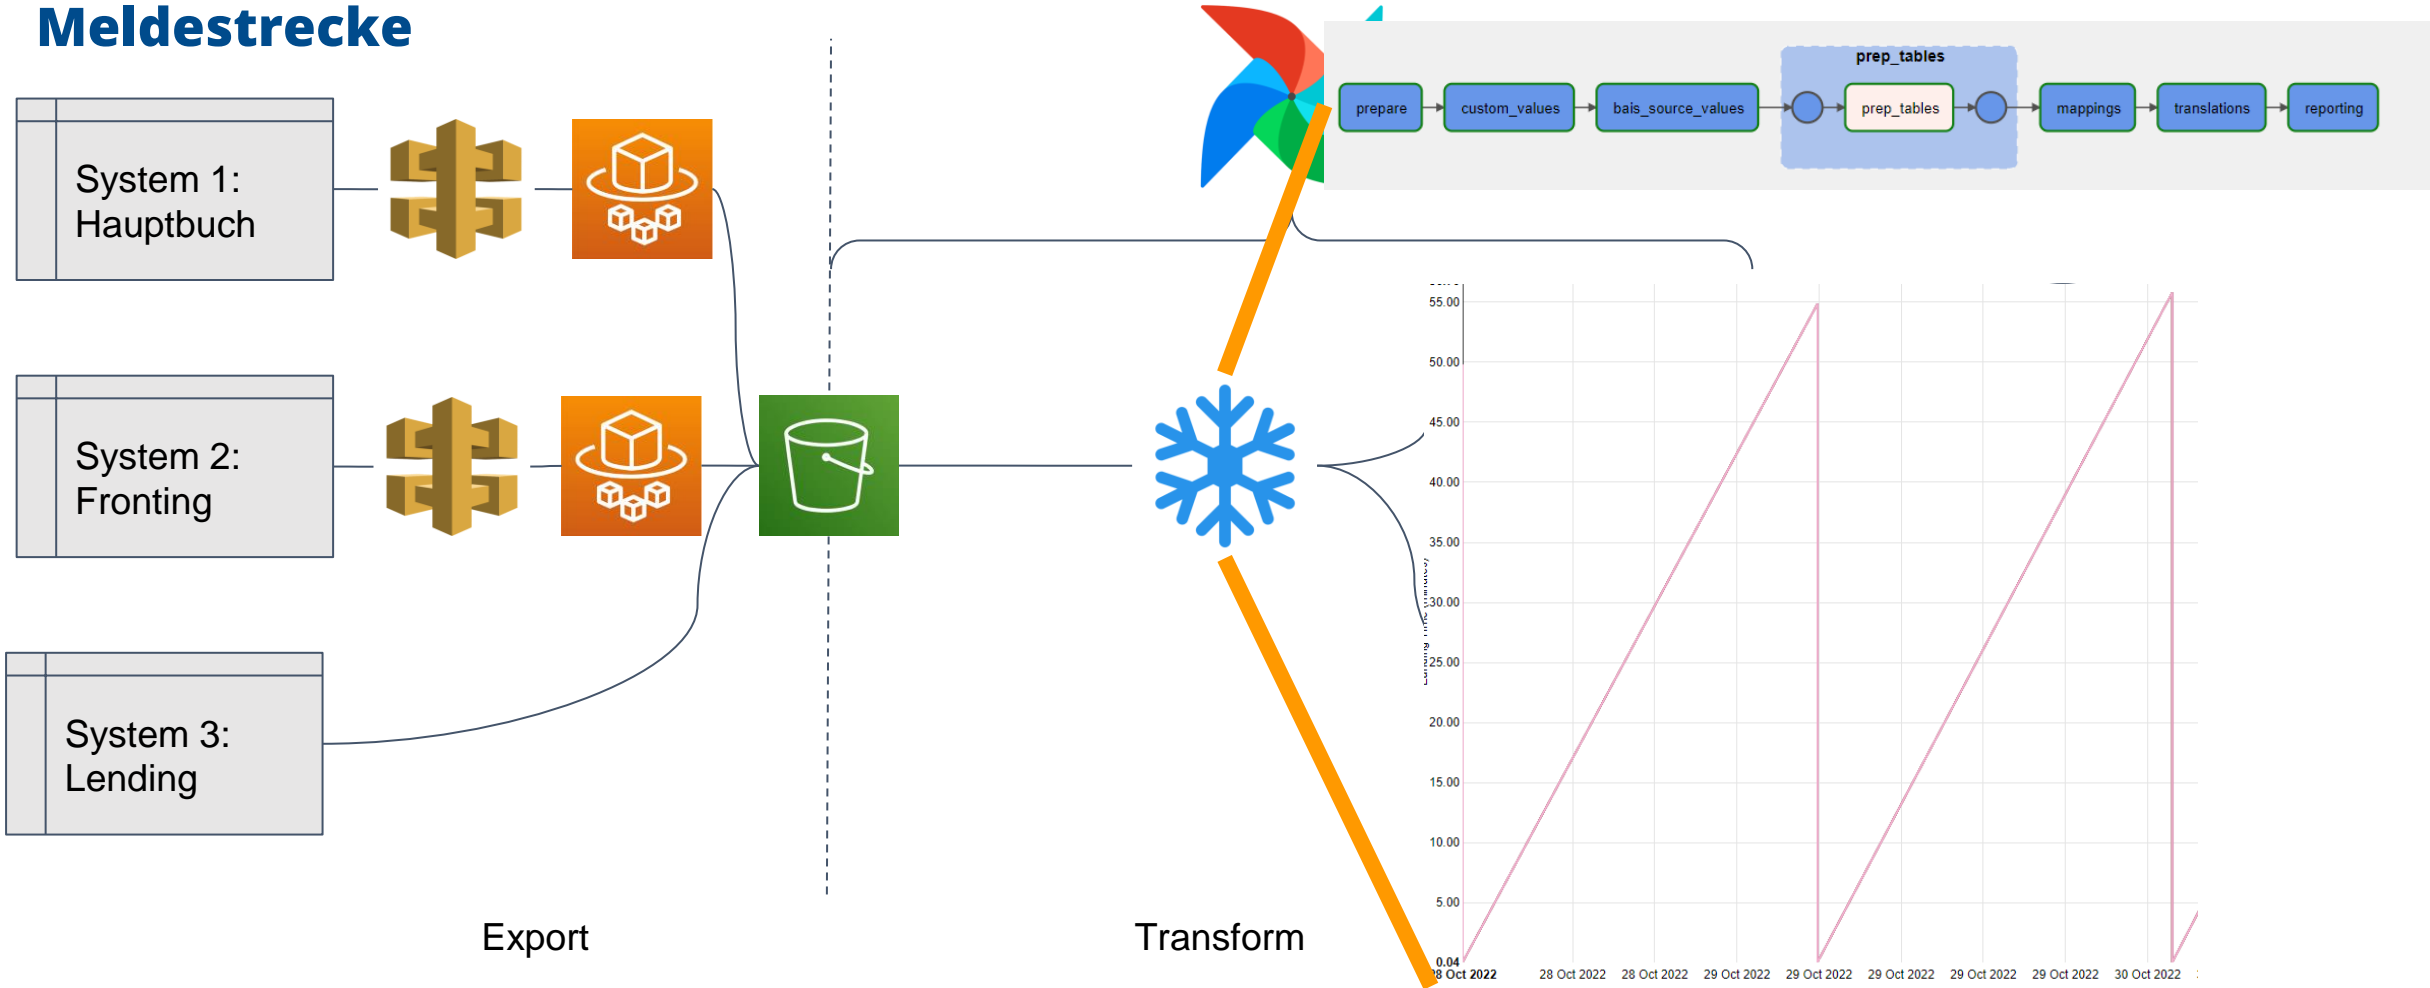 Meldestrecke
prep_tables
prepare
custom_values
bais_source_values
prep_tables
mappings
translations
reporting
System 1:
Hauptbuch
System 2:
Fronting
System 3:
Lending
55.00
50.00
45.00
40.00
35.00
30.00
25.00
20.00
15.00
10.00
5.00
0.04
8 Oct 2022
28 Oct 2022
28 Oct 2022
29 Oct 2022
29 Oct 2022
29 Oct 2022
29 Oct 2022
29 Oct 2022
30 Oct 2022
Export
Transform